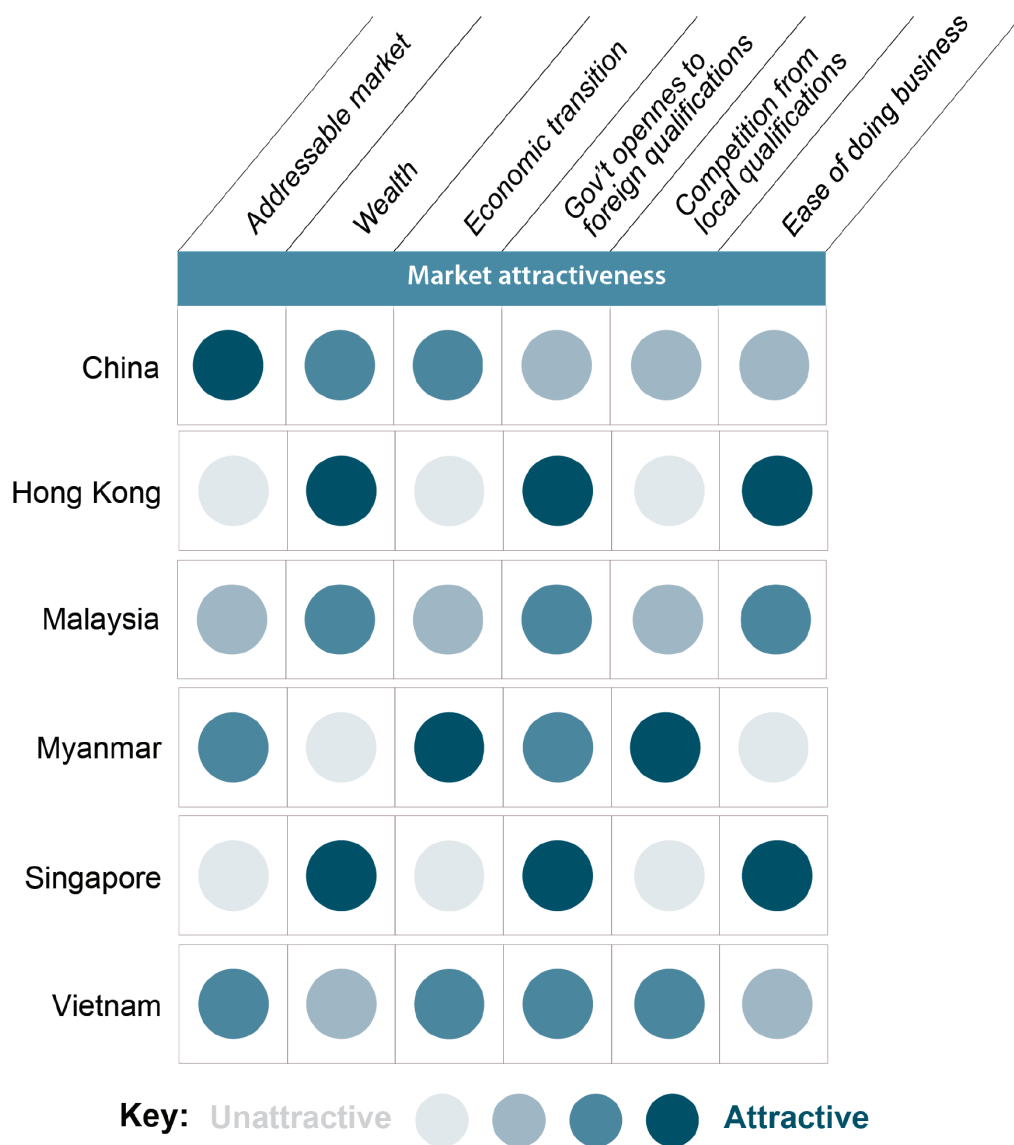 Addressable market
Wealth
Economic transition
Gov't opennes to
foreign qualifications
Competition from
local qualifications
Ease of doing business
Market attractiveness
China
Hong Kong
Malaysia
Myanmar
Singapore
Vietnam
Key: Unattractive Attractive